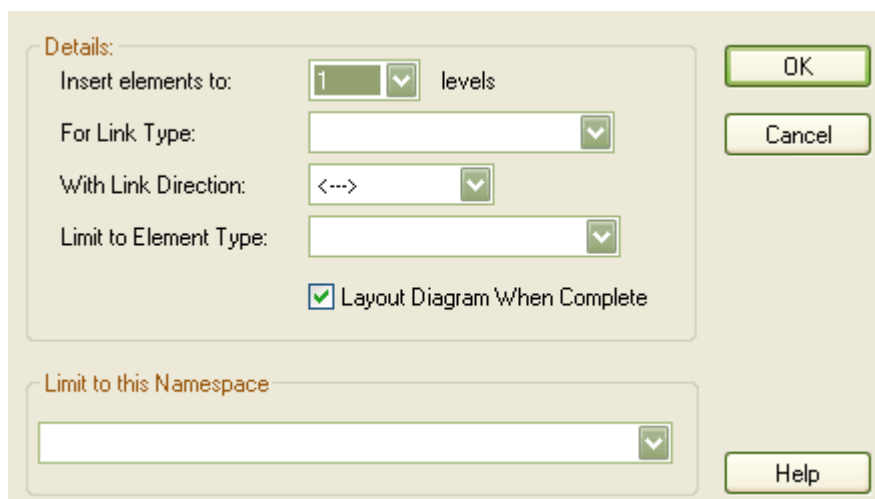 Details:
Insert elements to: 1 levels
OK
For Link Type:
Cancel
With Link Direction: <--->
Limit to Element Type:
Layout Diagram When Complete
Limit to this Namespace
Help